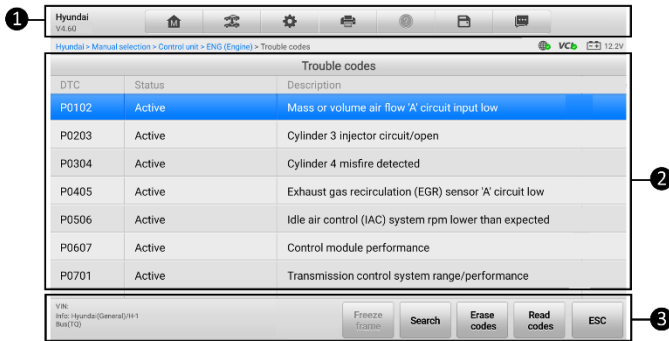 1
Hyundai
V4.60
Hyundai > Manual selection > Control unit > ENG (Engine) > Trouble codes
VCb 12.2V
Trouble codes
DTC Status Description
P0102 Active Mass or volume air flow 'A' circuit input low
P0203 Active Cylinder 3 injector circuit/open
P0304 Active Cylinder 4 misfire detected
2
P0405 Active Exhaust gas recirculation (EGR) sensor 'A' circuit low
P0506 Active Idle air control (IAC) system rpm lower than expected
P0607 Active Control module performance
P0701 Active Transmission control system range/performance
VIN:
Info: Hyundai(General)/H-1
Bus(TQ)
Freeze frame
Search
Erase codes
Read codes
ESC
3